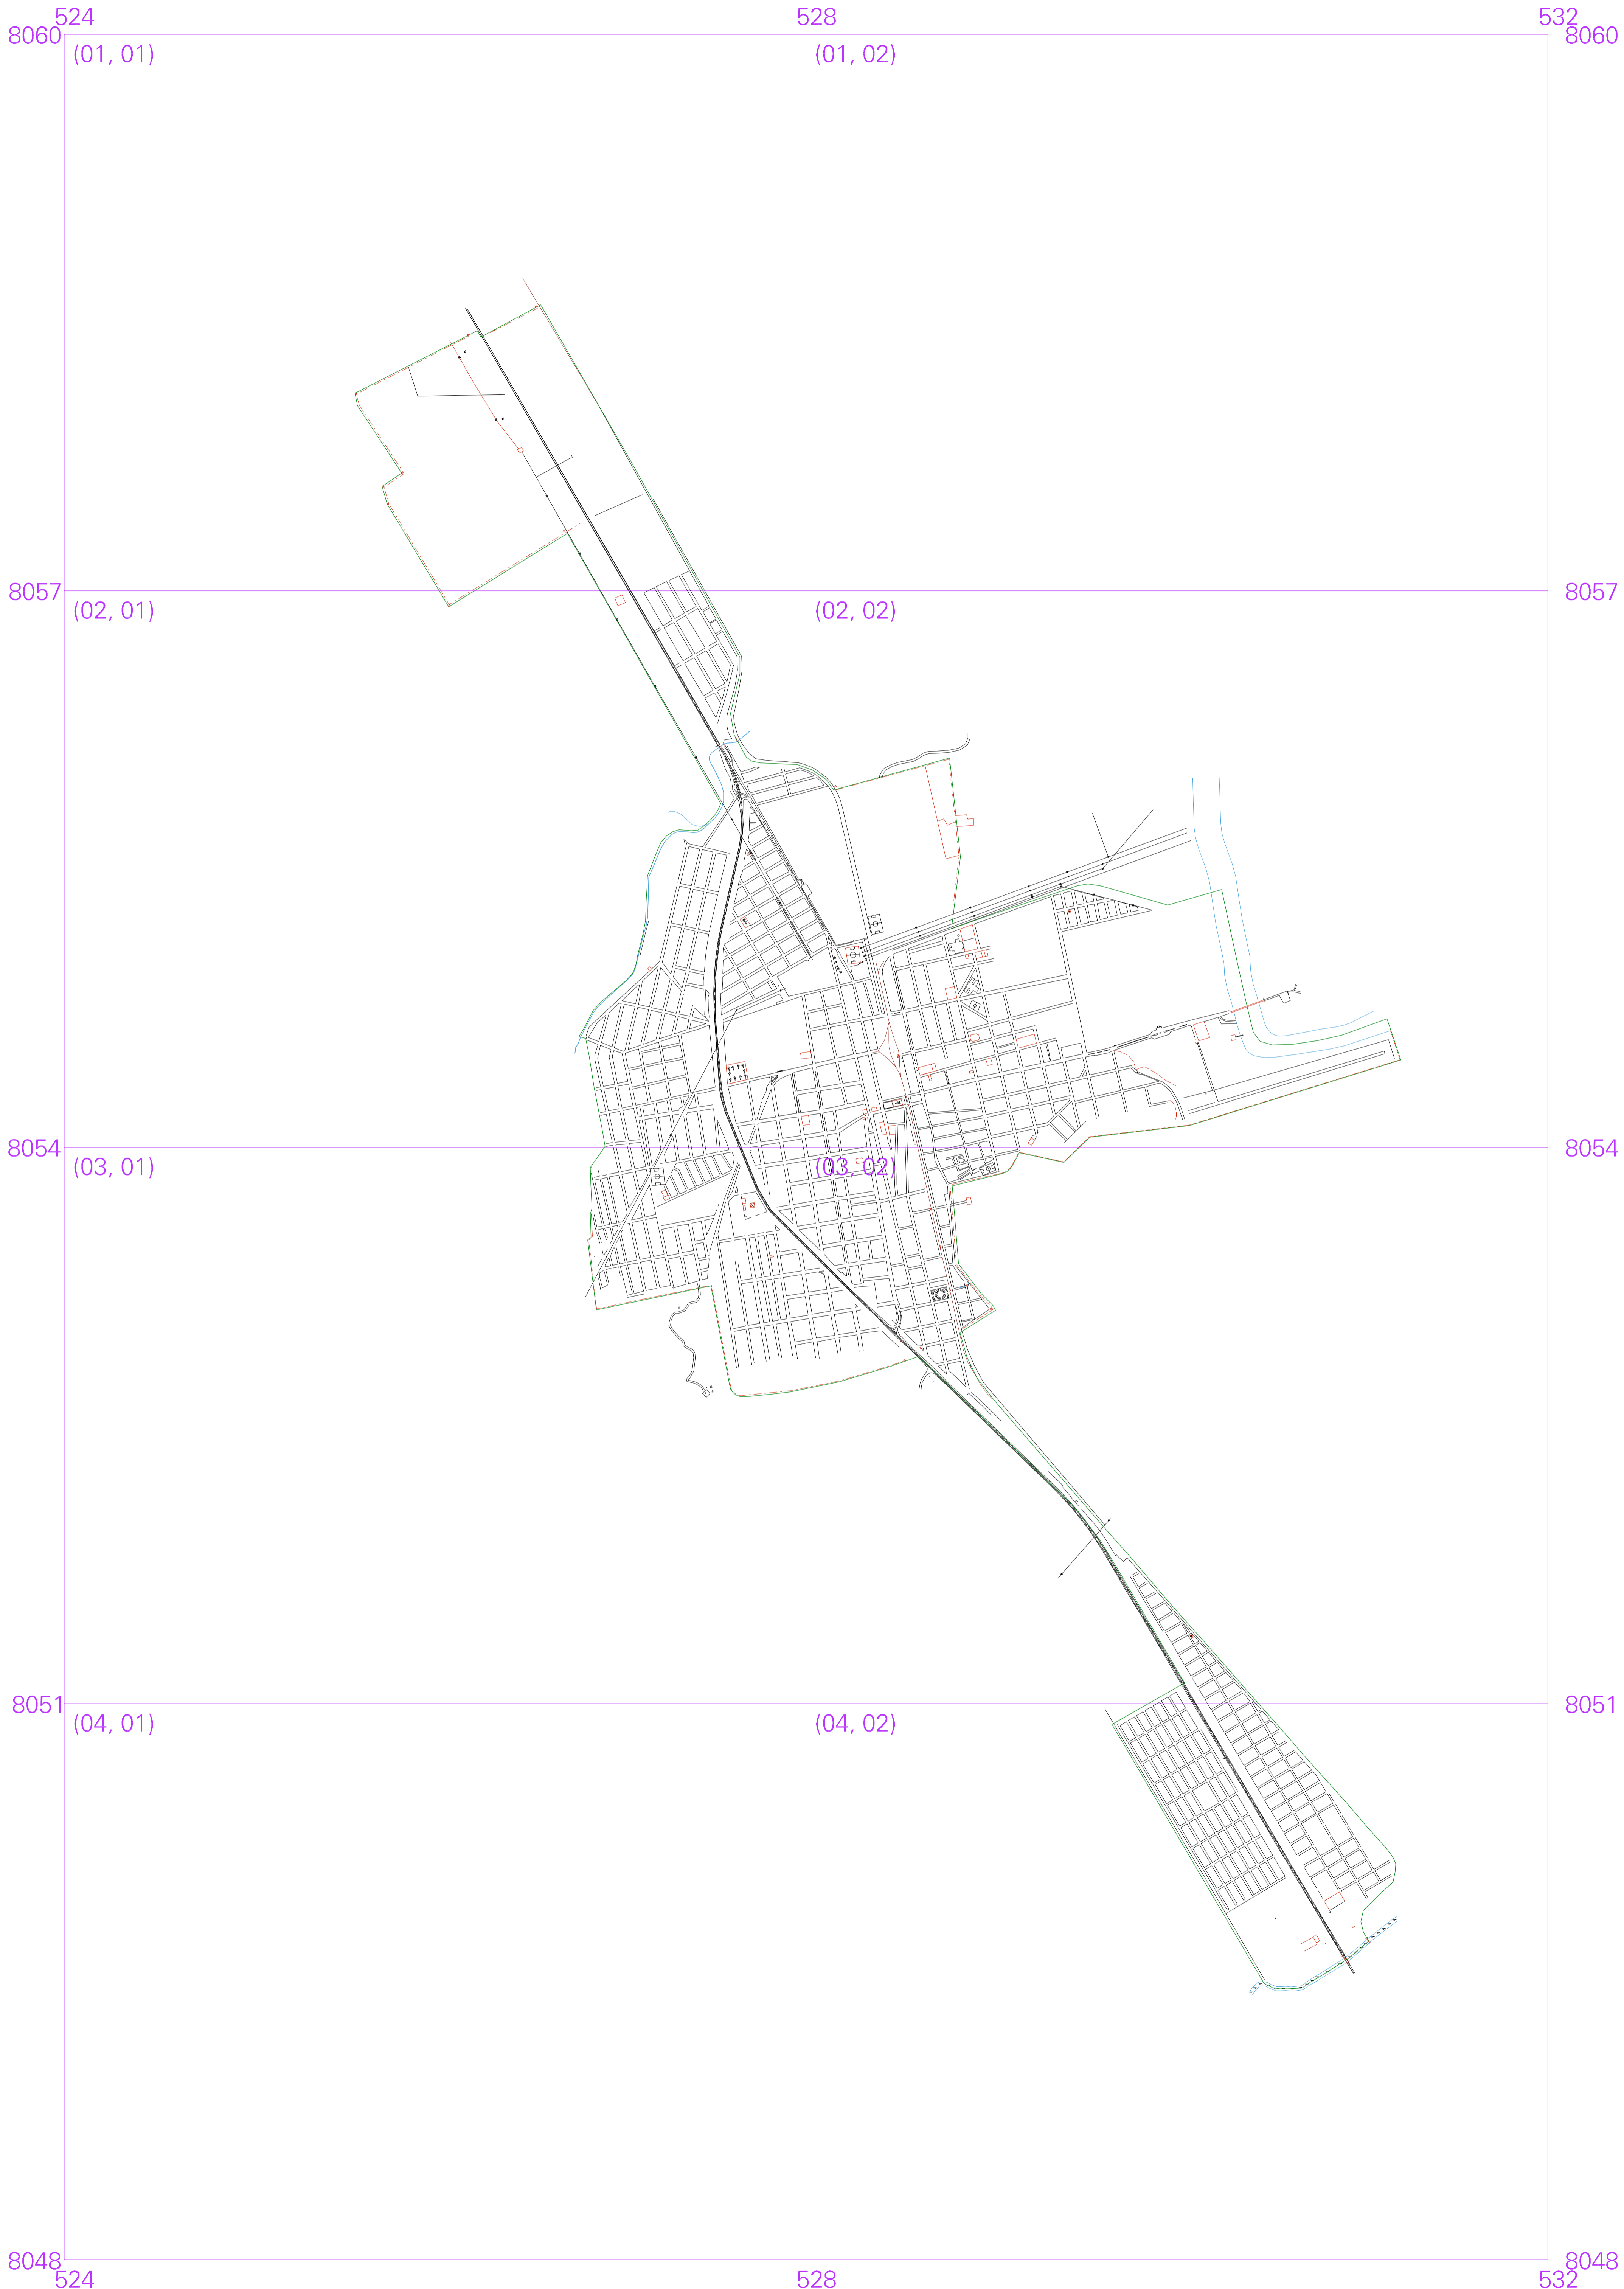 524 528 532
8060 8060
(01, 01) (01, 02)
8057 8057
(02, 01) (02, 02)
8054 8054
(03, 01) (03, 02)
8051 8051
(04, 01) (04, 02)
8048 8048
524 528 532